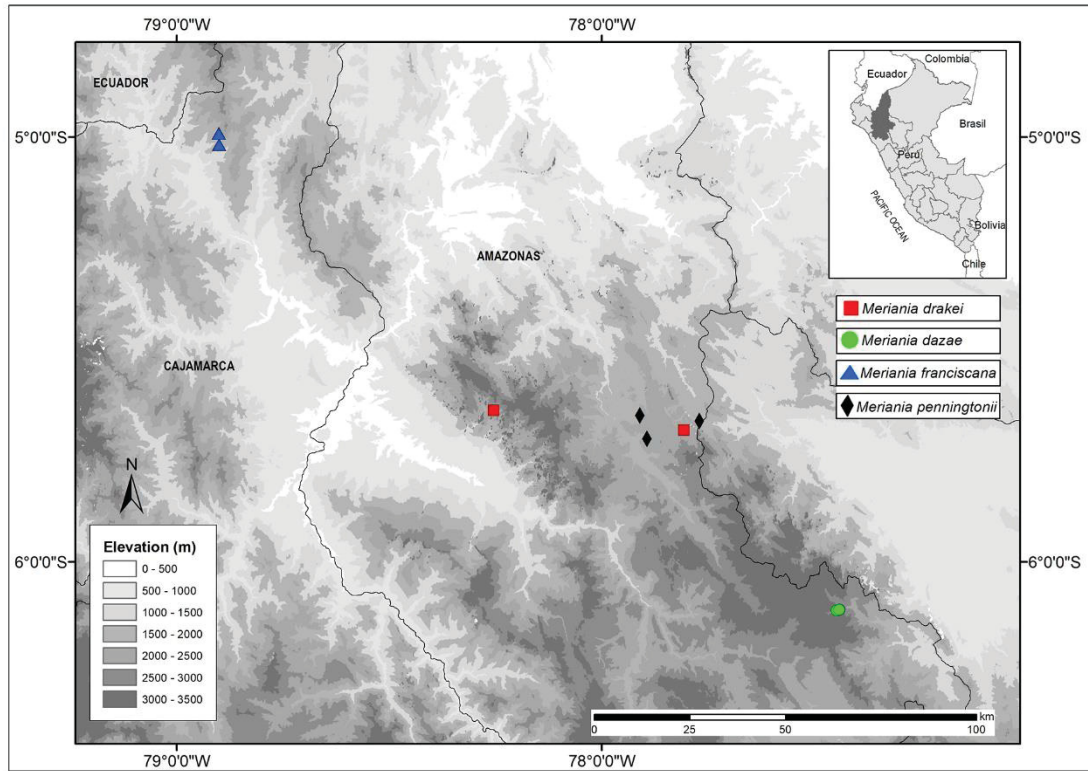 79°0'0"W 78°0'0"W
ECUADOR
Colombia
Ecuador
Brasil
Perú
Bolivia
Chile
PACIFIC OCEAN
5°0'0"S 5°0'0"S
AMAZONAS
Meriania drakei
Meriania dazae
CAJAMARCA
Meriania franciscana
Meriania penningtonii
N
Elevation (m)
0 - 500
500 - 1000
1000 - 1500
1500 - 2000
2000 - 2500
2500 - 3000
3000 - 3500
6°0'0"S 6°0'0"S
km
0 25 50 100
79°0'0"W 78°0'0"W